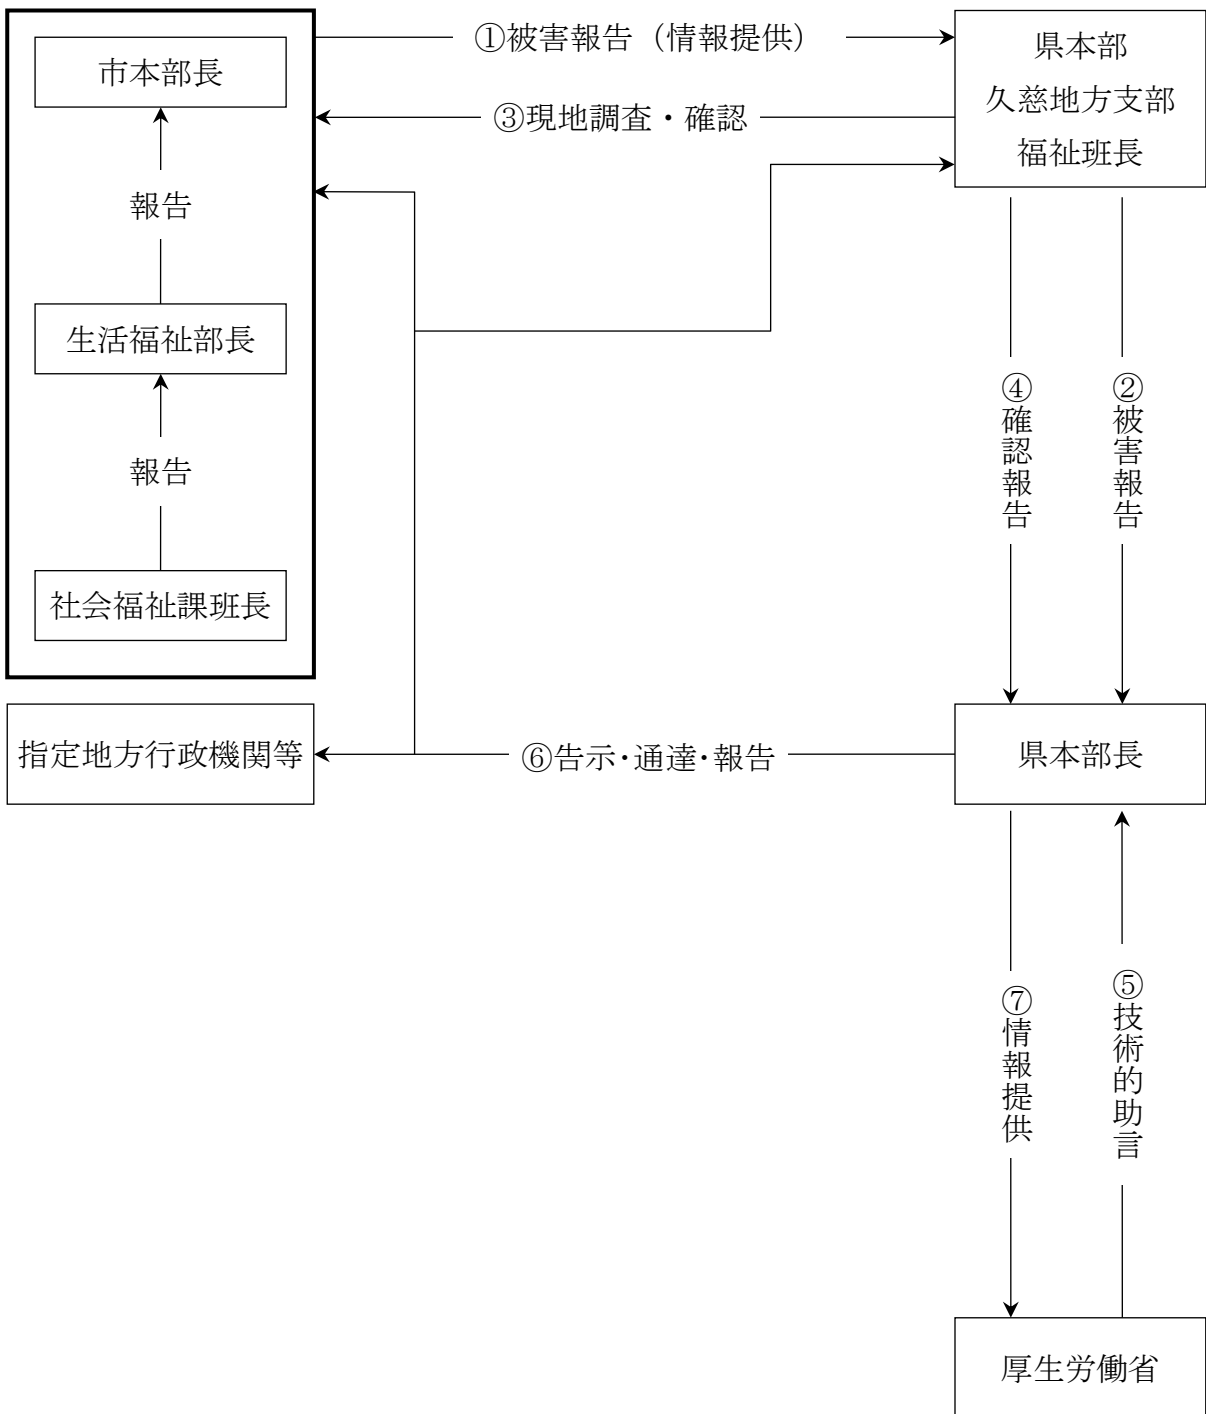 ①被害報告（情報提供）
市本部長
県本部
久慈地方支部
福祉班長
③現地調査・確認
報告
生活福祉部長
④確認報告
②被害報告
報告
社会福祉課班長
指定地方行政機関等
⑥告示･通達･報告
県本部長
⑦情報提供
⑤技術的助言
厚生労働省